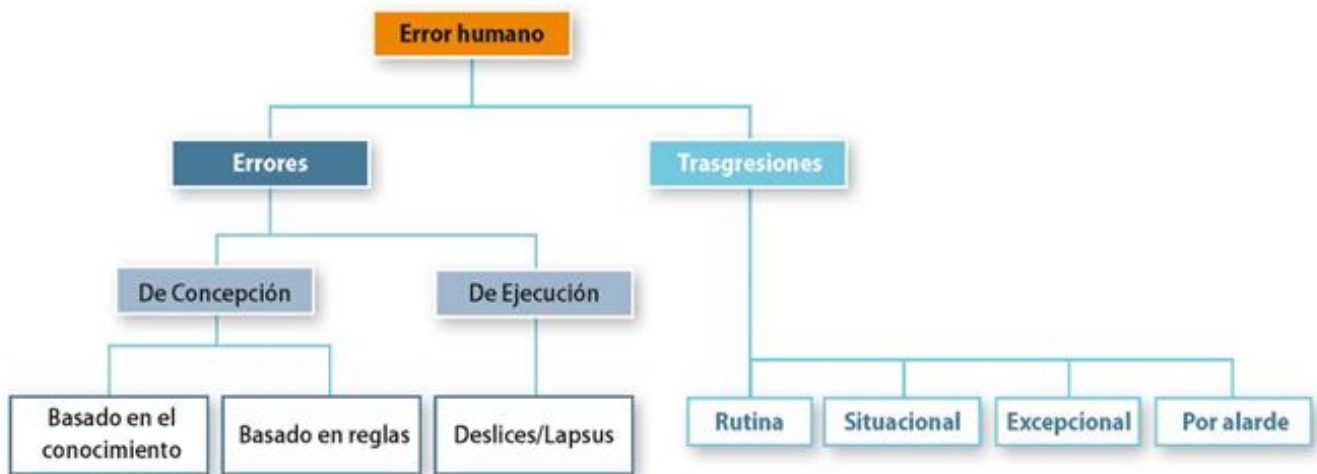 Error humano
Errores
Trasgresiones
De Concepción
De Ejecución
Basado en el
conocimiento
Basado en reglas
Deslices/Lapsus
Rutina
Situacional
Excepcional
Por alarde